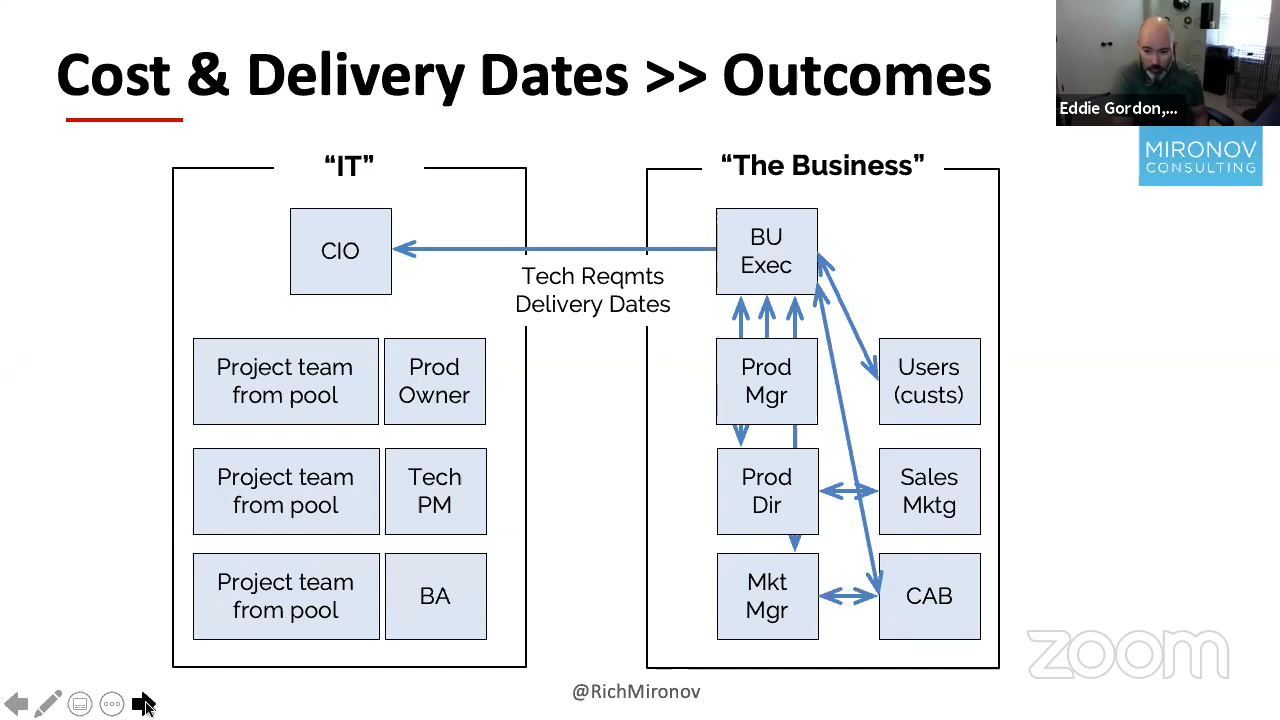 Cost & Delivery Dates >> Outcomes
Eddie Gordon,...
MIRONOV
CONSULTING
“IT”
“The Business”
CIO
BU
Exec
Tech Reqmts
Delivery Dates
Project team
from pool
Prod
Owner
Prod
Mgr
Users
(custs)
Project team
from pool
Tech
PM
Prod
Dir
Sales
Mktg
Project team
from pool
BA
Mkt
Mgr
CAB
zoom
@RichMironov